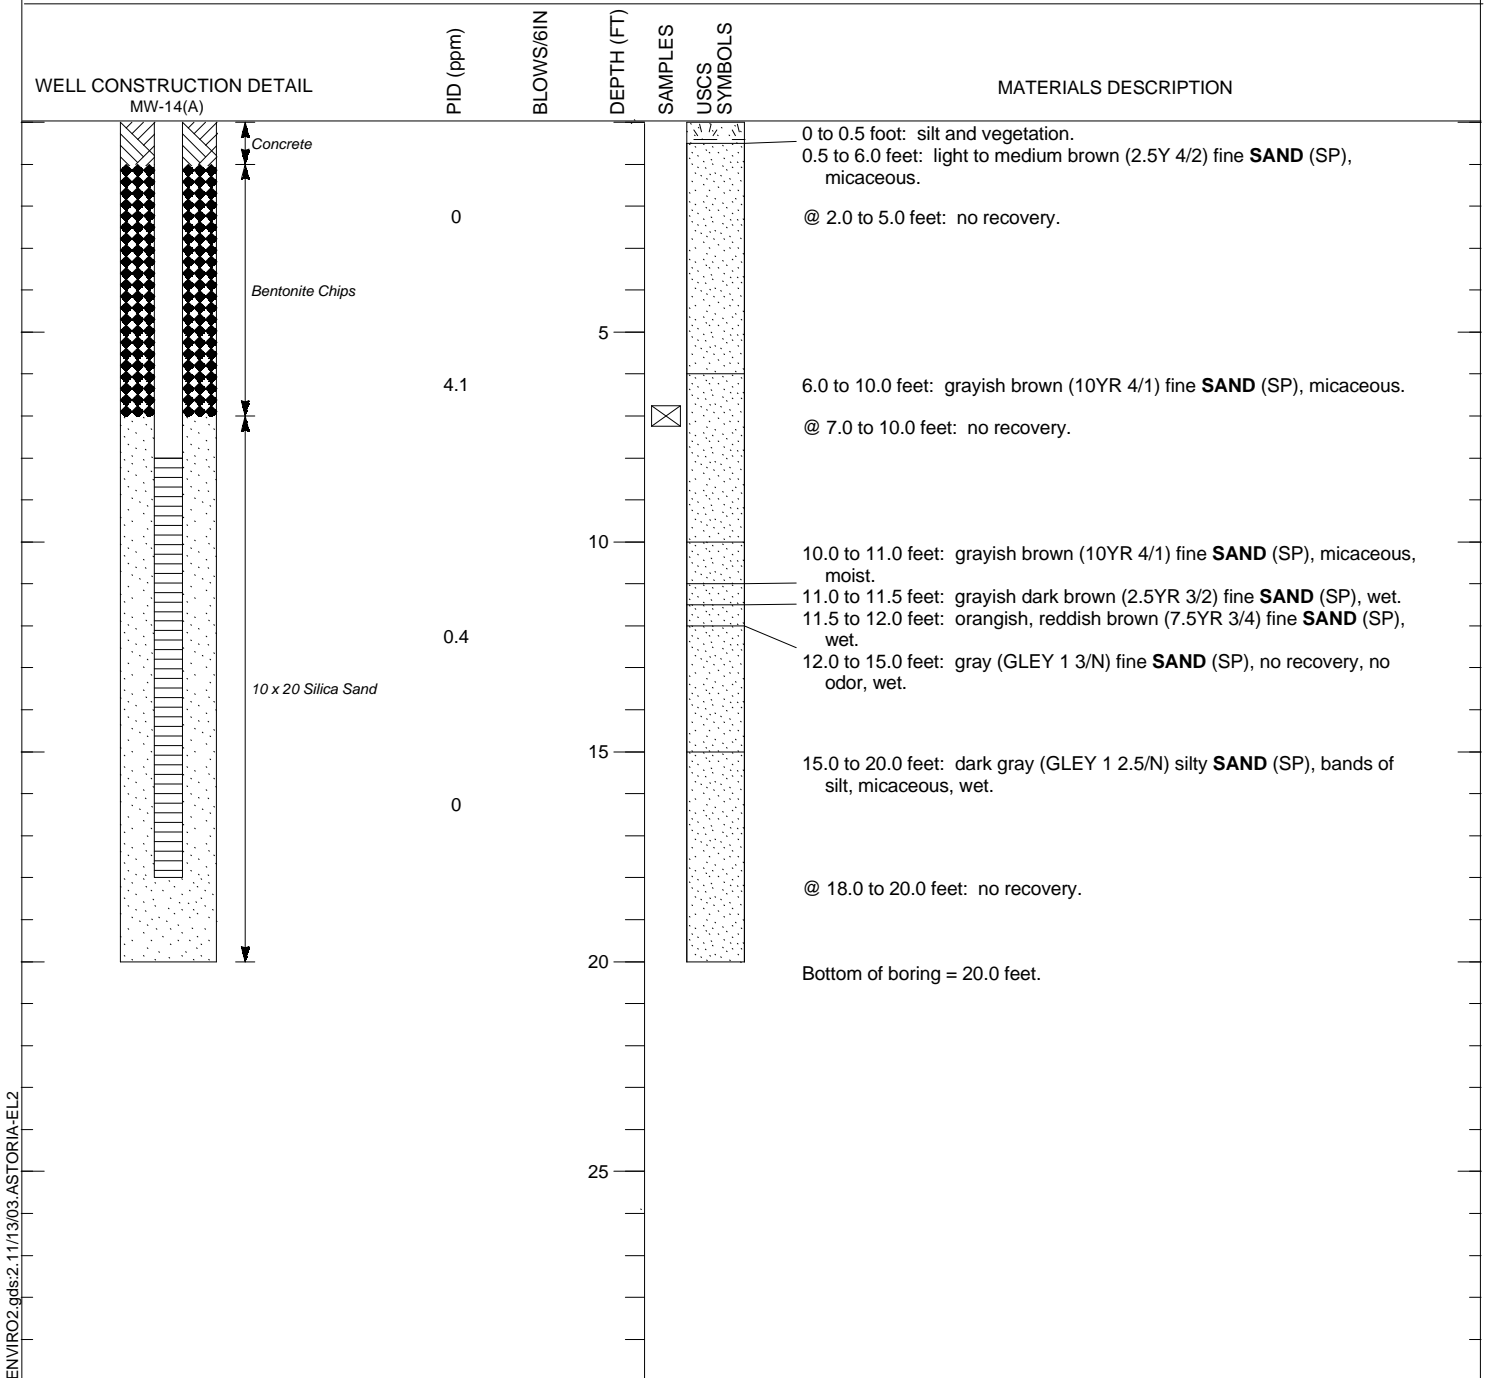 WELL CONSTRUCTION DETAIL
MW-14(A)
PID (ppm)
BLOWS/6IN
DEPTH (FT)
SAMPLES
USCS
SYMBOLS
MATERIALS DESCRIPTION
Concrete
0 to 0.5 foot: silt and vegetation.
0.5 to 6.0 feet: light to medium brown (2.5Y 4/2) fine SAND (SP),
micaceous.
0
@ 2.0 to 5.0 feet: no recovery.
Bentonite Chips
5
4.1
6.0 to 10.0 feet: grayish brown (10YR 4/1) fine SAND (SP), micaceous.
@ 7.0 to 10.0 feet: no recovery.
10
10.0 to 11.0 feet: grayish brown (10YR 4/1) fine SAND (SP), micaceous,
moist.
11.0 to 11.5 feet: grayish dark brown (2.5YR 3/2) fine SAND (SP), wet.
11.5 to 12.0 feet: orangish, reddish brown (7.5YR 3/4) fine SAND (SP),
wet.
0.4
12.0 to 15.0 feet: gray (GLEY 1 3/N) fine SAND (SP), no recovery, no
odor, wet.
10 x 20 Silica Sand
15
15.0 to 20.0 feet: dark gray (GLEY 1 2.5/N) silty SAND (SP), bands of
silt, micaceous, wet.
0
@ 18.0 to 20.0 feet: no recovery.
20
Bottom of boring = 20.0 feet.
25
ENVIRO2.gds:2.11/13/03.ASTORIA-EL2